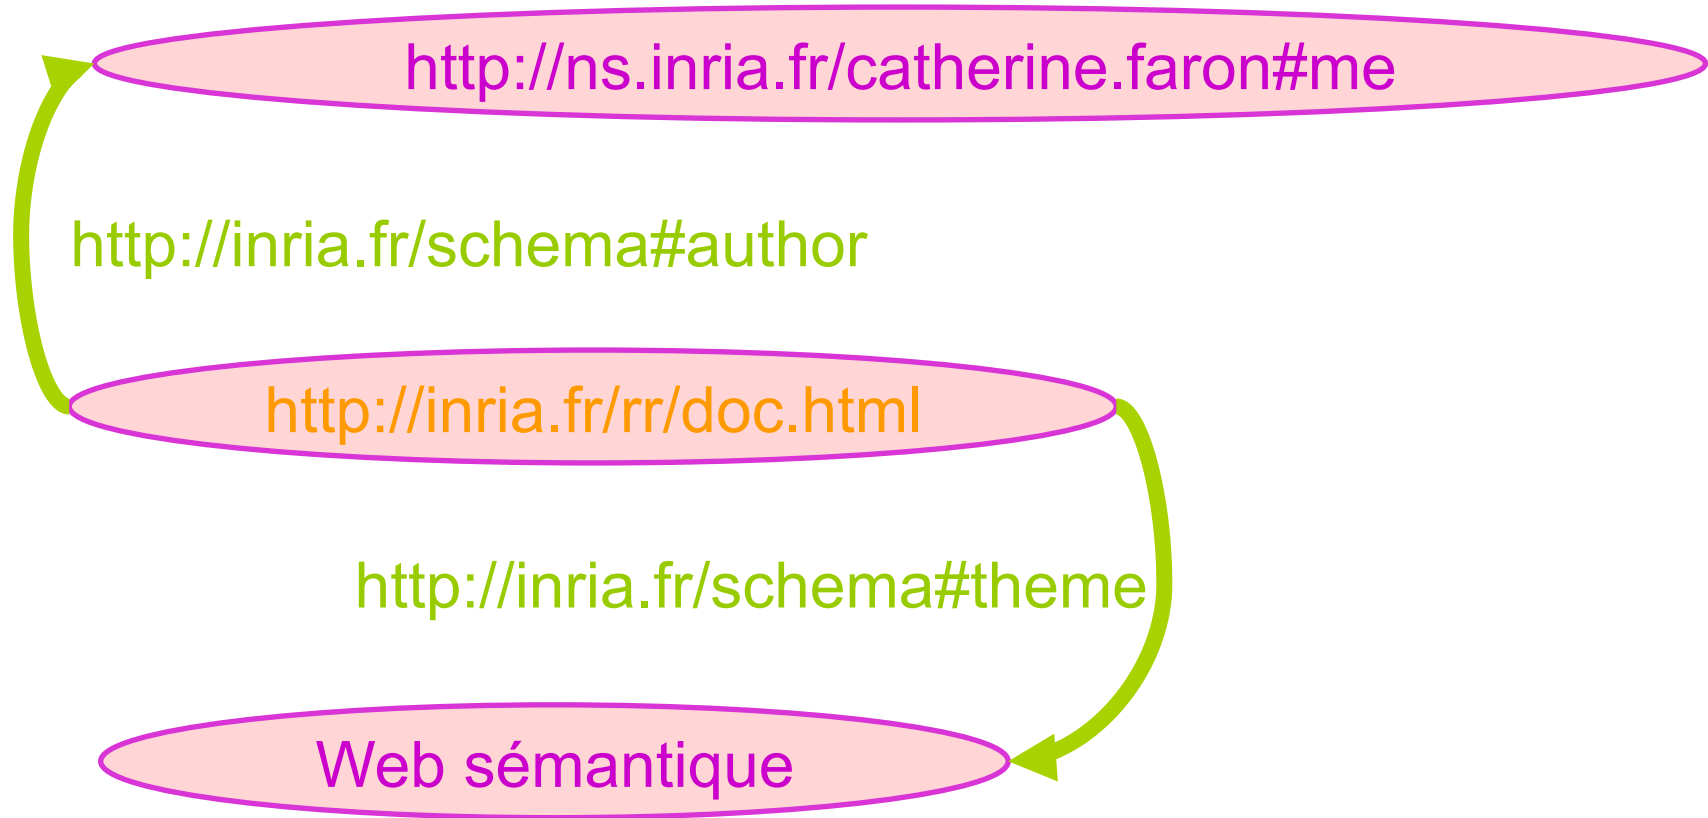 http://ns.inria.fr/catherine.faron#me
http://inria.fr/schema#author
http://inria.fr/rr/doc.html
http://inria.fr/schema#theme
Web sémantique